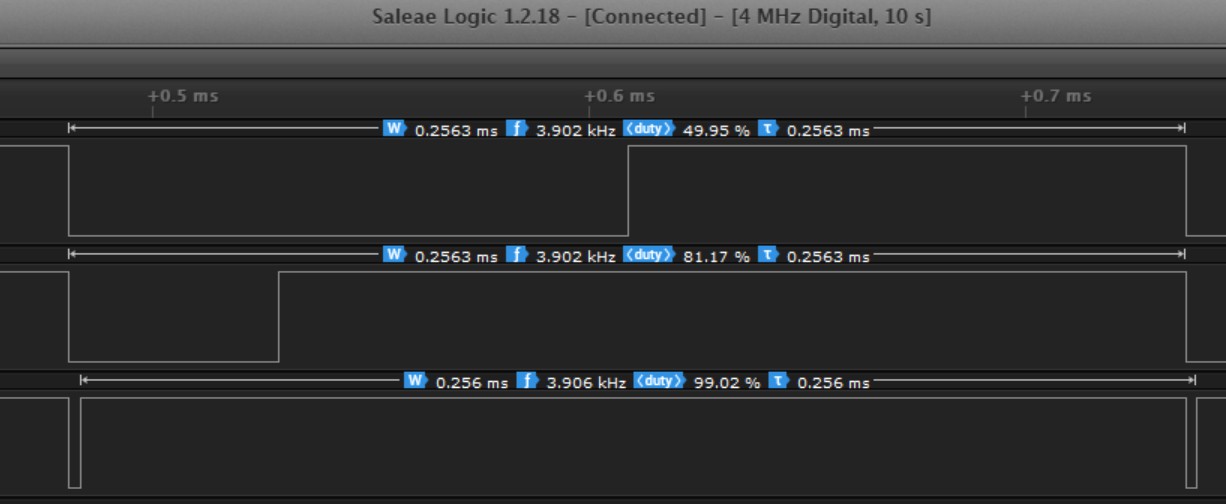 Saleae Logic 1.2.18 - [Connected] - [4 MHz Digital, 10 s]
+0.5 ms +0.6 ms +0.7 ms
W 0.2563 ms f 3.902 kHz ⟨duty⟩ 49.95 % τ 0.2563 ms
W 0.2563 ms f 3.902 kHz ⟨duty⟩ 81.17 % τ 0.2563 ms
W 0.256 ms f 3.906 kHz ⟨duty⟩ 99.02 % τ 0.256 ms